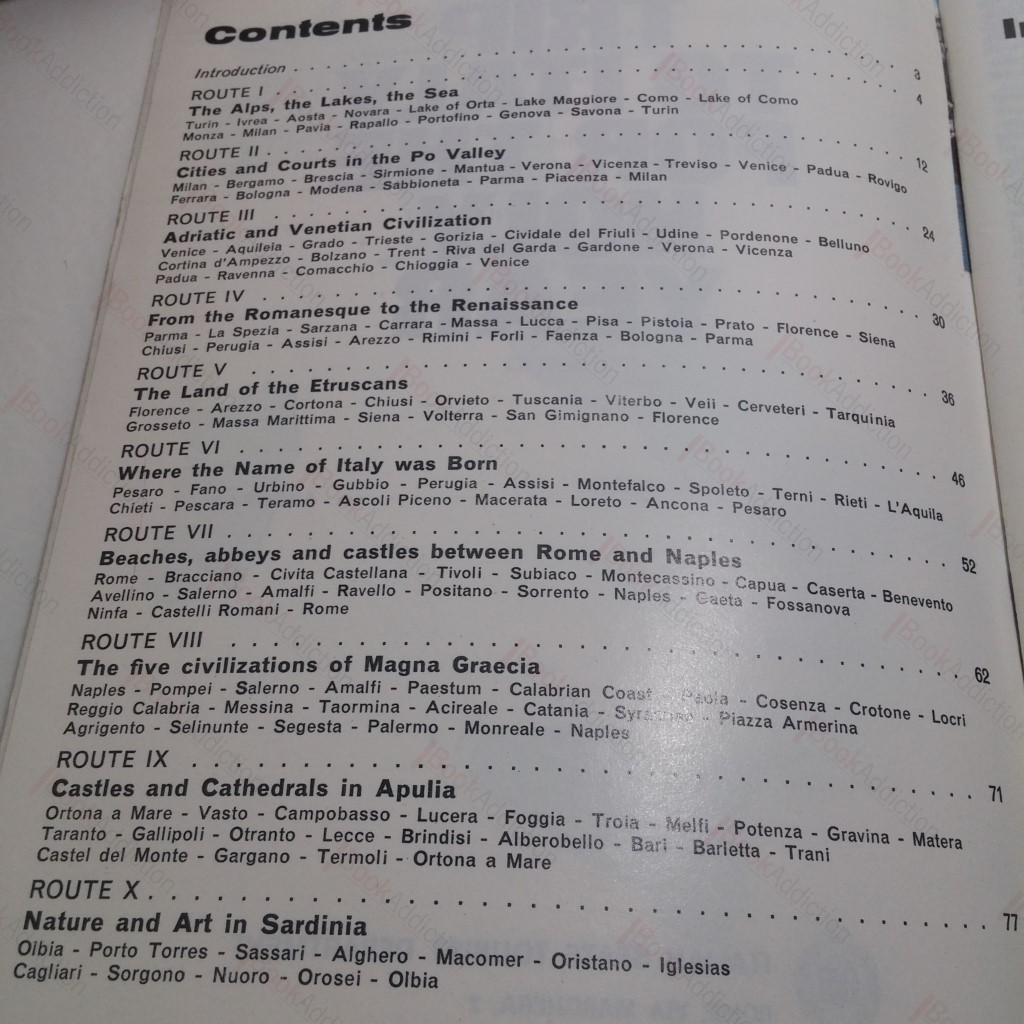 Contents
Introduction . . . . . . . . . . . . . . . . . . . . . . . . . . . . . . 3
ROUTE I . . . . . . . . . . . . . . . . . . . . . . . . . . . . . . 4
The Alps, the Lakes, the Sea
Turin - Ivrea - Aosta - Novara - Lake of Orta - Lake Maggiore - Como - Lake of Como
Monza - Milan - Pavia - Rapallo - Portofino - Genova - Savona - Turin
ROUTE II . . . . . . . . . . . . . . . . . . . . . . . . . . . . . . 12
Cities and Courts in the Po Valley
Milan - Bergamo - Brescia - Sirmione - Mantua - Verona - Vicenza - Treviso - Venice - Padua - Rovigo
Ferrara - Bologna - Modena - Sabbioneta - Parma - Piacenza - Milan
ROUTE III . . . . . . . . . . . . . . . . . . . . . . . . . . . . . . 24
Adriatic and Venetian Civilization
Venice - Aquileia - Grado - Trieste - Gorizia - Cividale del Friuli - Udine - Pordenone - Belluno
Cortina d'Ampezzo - Bolzano - Trent - Riva del Garda - Gardone - Verona - Vicenza
Padua - Ravenna - Comacchio - Chioggia - Venice
ROUTE IV . . . . . . . . . . . . . . . . . . . . . . . . . . . . . . 30
From the Romanesque to the Renaissance
Parma - La Spezia - Sarzana - Carrara - Massa - Lucca - Pisa - Pistoia - Prato - Florence - Siena
Chiusi - Perugia - Assisi - Arezzo - Rimini - Forlì - Faenza - Bologna - Parma
ROUTE V . . . . . . . . . . . . . . . . . . . . . . . . . . . . . . 36
The Land of the Etruscans
Florence - Arezzo - Cortona - Chiusi - Orvieto - Tuscania - Viterbo - Veii - Cerveteri - Tarquinia
Grosseto - Massa Marittima - Siena - Volterra - San Gimignano - Florence
ROUTE VI . . . . . . . . . . . . . . . . . . . . . . . . . . . . . . 46
Where the Name of Italy was Born
Pesaro - Fano - Urbino - Gubbio - Perugia - Assisi - Montefalco - Spoleto - Terni - Rieti - L'Aquila
Chieti - Pescara - Teramo - Ascoli Piceno - Macerata - Loreto - Ancona - Pesaro
ROUTE VII . . . . . . . . . . . . . . . . . . . . . . . . . . . . . . 52
Beaches, abbeys and castles between Rome and Naples
Rome - Bracciano - Civita Castellana - Tivoli - Subiaco - Montecassino - Capua - Caserta - Benevento
Avellino - Salerno - Amalfi - Ravello - Positano - Sorrento - Naples - Gaeta - Fossanova
Ninfa - Castelli Romani - Rome
ROUTE VIII . . . . . . . . . . . . . . . . . . . . . . . . . . . . . . 62
The five civilizations of Magna Graecia
Naples - Pompei - Salerno - Amalfi - Paestum - Calabrian Coast - Paola - Cosenza - Crotone - Locri
Reggio Calabria - Messina - Taormina - Acireale - Catania - Syracuse - Piazza Armerina
Agrigento - Selinunte - Segesta - Palermo - Monreale - Naples
ROUTE IX . . . . . . . . . . . . . . . . . . . . . . . . . . . . . . 71
Castles and Cathedrals in Apulia
Ortona a Mare - Vasto - Campobasso - Lucera - Foggia - Troia - Melfi - Potenza - Gravina - Matera
Taranto - Gallipoli - Otranto - Lecce - Brindisi - Alberobello - Bari - Barletta - Trani
Castel del Monte - Gargano - Termoli - Ortona a Mare
ROUTE X . . . . . . . . . . . . . . . . . . . . . . . . . . . . . . 77
Nature and Art in Sardinia
Olbia - Porto Torres - Sassari - Alghero - Macomer - Oristano - Iglesias
Cagliari - Sorgono - Nuoro - Orosei - Olbia